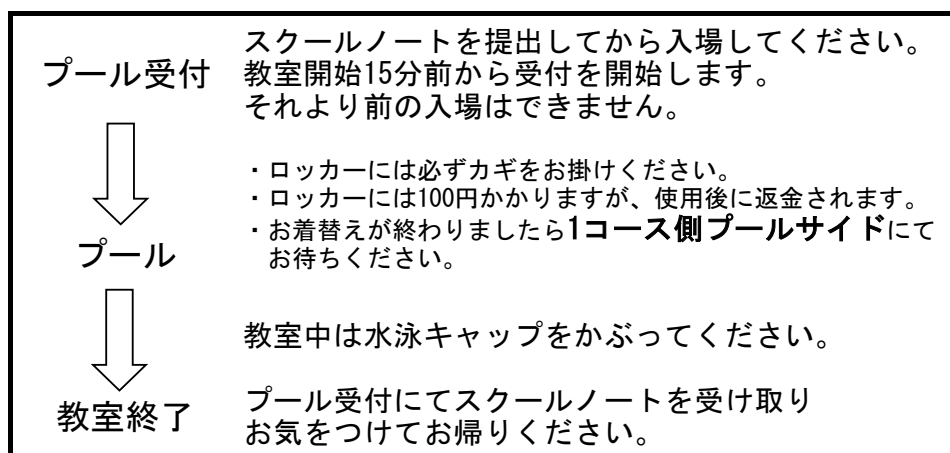 プール受付
スクールノートを提出してから入場してください。
教室開始15分前から受付を開始します。
それより前の入場はできません。
・ロッカーには必ずカギをお掛けください。
・ロッカーには100円かかりますが、使用後に返金されます。
・お着替えが終わりましたら1コース側プールサイドにて
お待ちください。
プール
教室中は水泳キャップをかぶってください。
教室終了
プール受付にてスクールノートを受け取り
お気をつけてお帰りください。